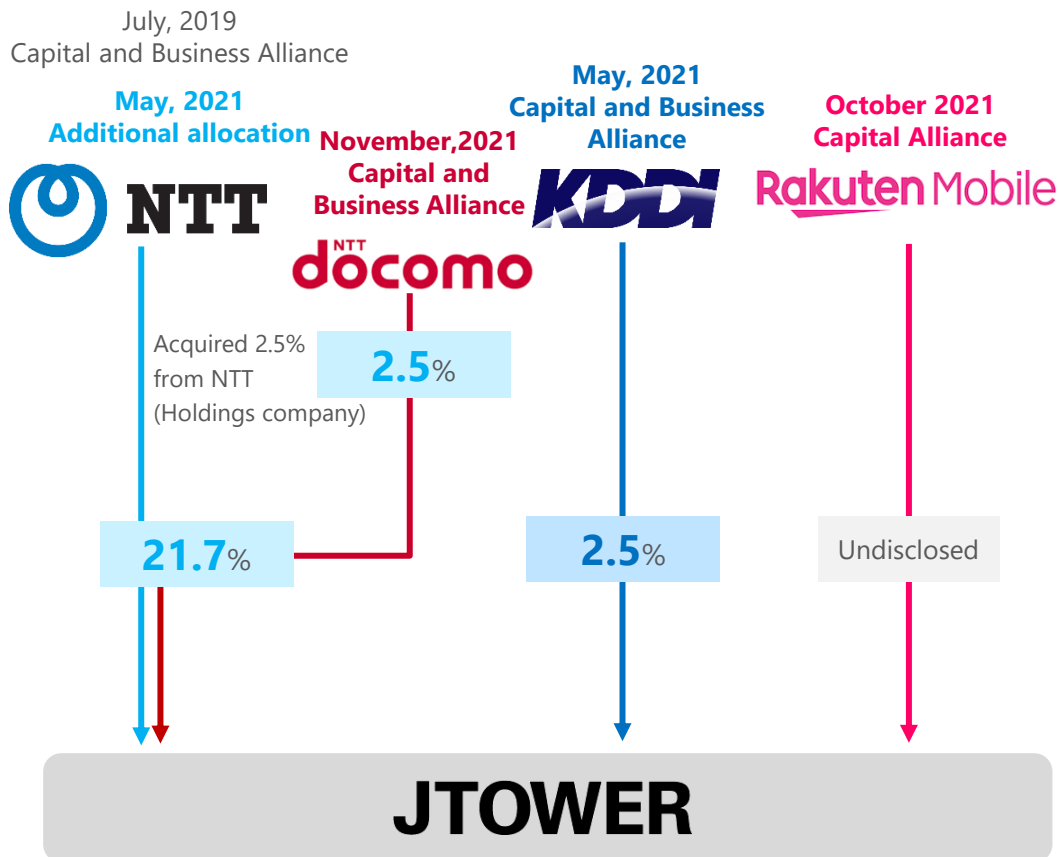 July, 2019
Capital and Business Alliance
May, 2021
Additional allocation
NTT
November,2021
Capital and
Business Alliance
NTT
docomo
May, 2021
Capital and Business
Alliance
KDDI
October 2021
Capital Alliance
Rakuten Mobile
Acquired 2.5%
from NTT
(Holdings company)
2.5%
21.7%
2.5%
Undisclosed
JTOWER